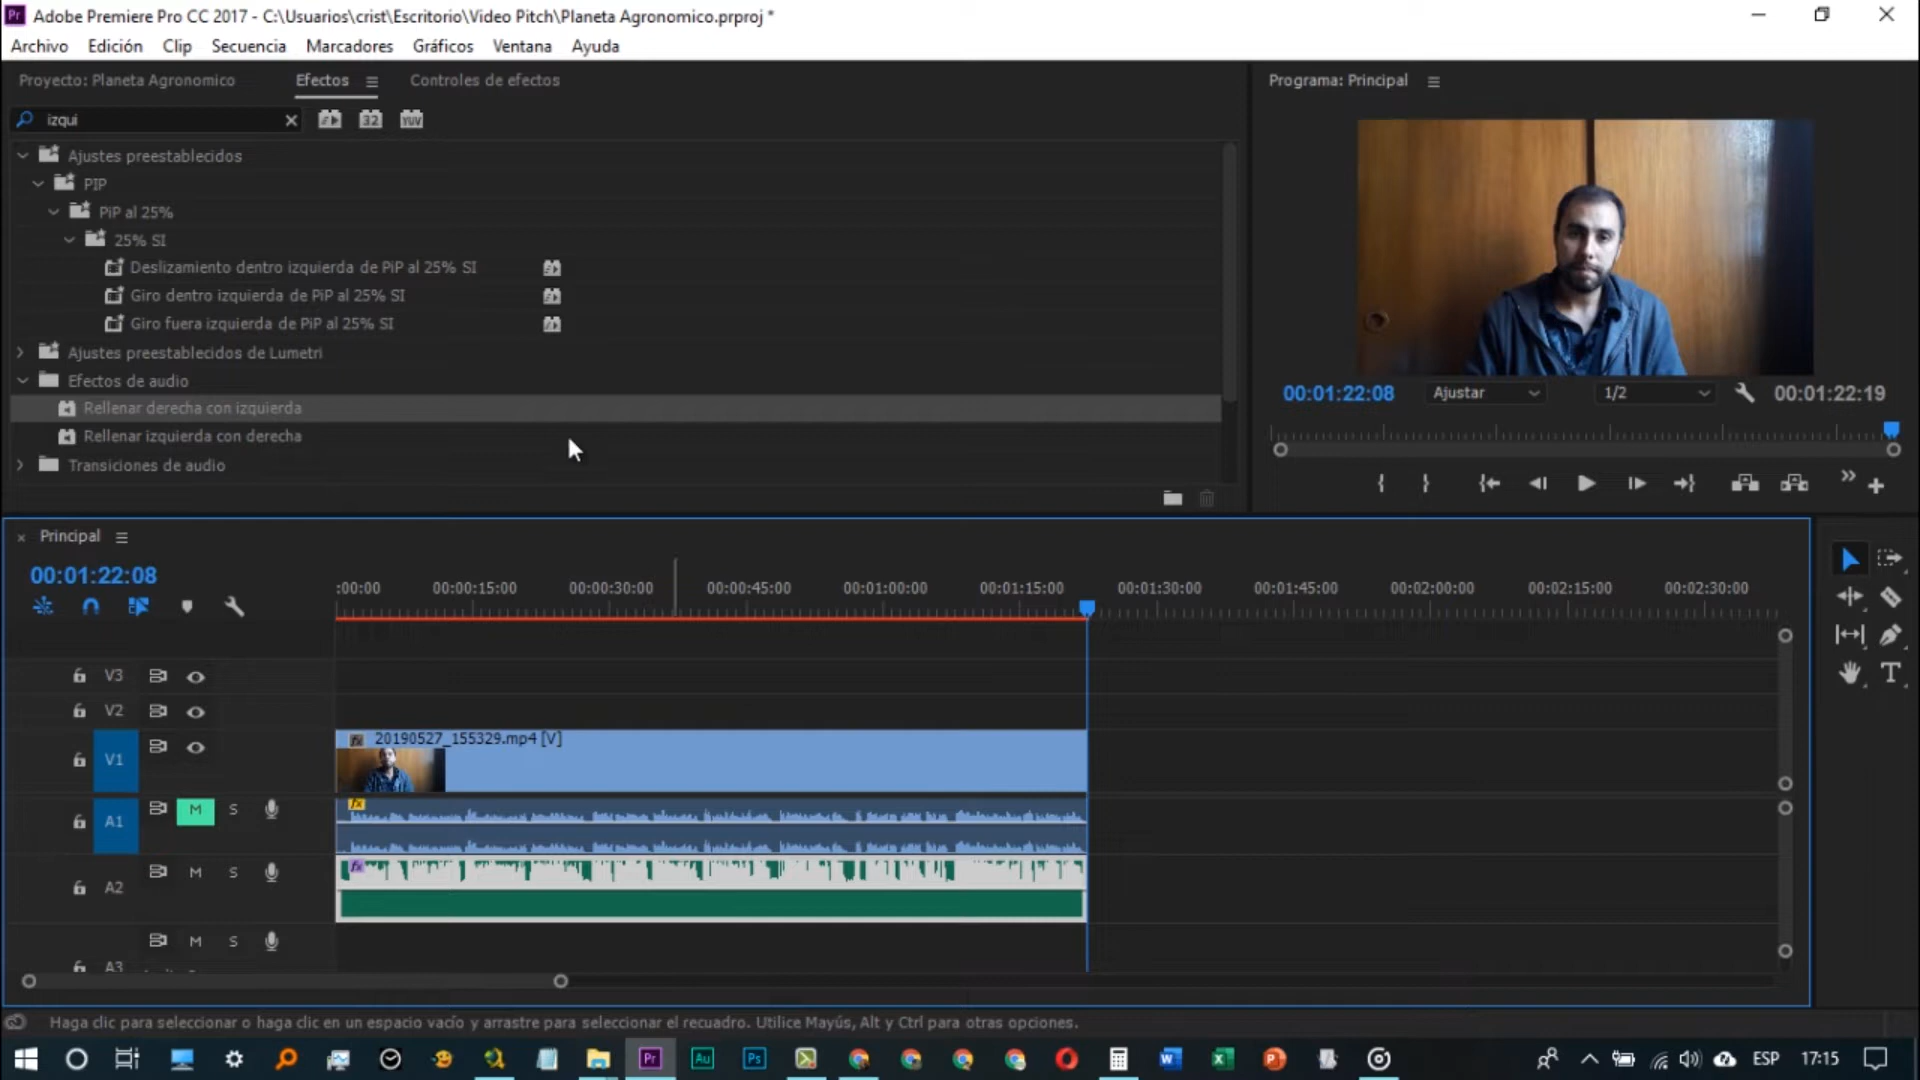 Pr Adobe Premiere Pro CC 2017 - C:\Usuarios\crist\Escritorio\Video Pitch\Planeta Agronomico.prproj *
Archivo Edición Clip Secuencia Marcadores Gráficos Ventana Ayuda
Proyecto: Planeta Agronomico Efectos Controles de efectos
izqui 32 YUV
Ajustes preestablecidos
PIP
PiP al 25%
25% SI
Deslizamiento dentro izquierda de PiP al 25% SI
Giro dentro izquierda de PiP al 25% SI
Giro fuera izquierda de PiP al 25% SI
Ajustes preestablecidos de Lumetri
Efectos de audio
Rellenar derecha con izquierda
Rellenar izquierda con derecha
Transiciones de audio
Programa: Principal
00:01:22:08 Ajustar 1/2 00:01:22:19
Principal
00:01:22:08
:00:00 00:00:15:00 00:00:30:00 00:00:45:00 00:01:00:00 00:01:15:00 00:01:30:00 00:01:45:00 00:02:00:00 00:02:15:00 00:02:30:00
V3
V2
V1
fx 20190527_155329.mp4 [V]
A1 M S
fx
A2 M S
fx
A3 M S
T
Haga clic para seleccionar o haga clic en un espacio vacío y arrastre para seleccionar el recuadro. Utilice Mayús, Alt y Ctrl para otras opciones.
Pr Au Ps ESP 17:15